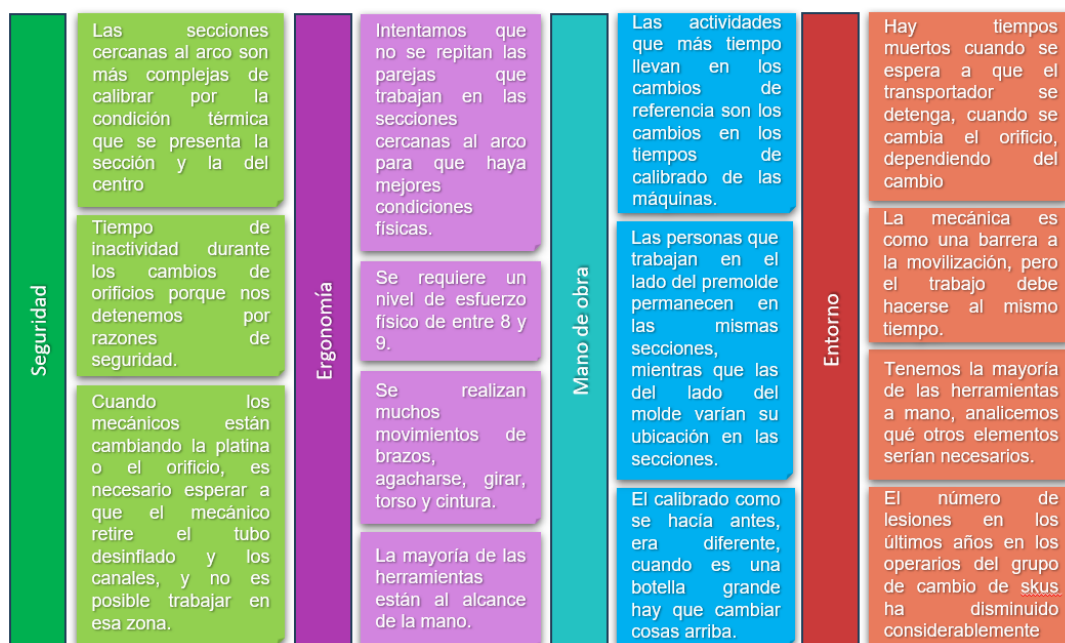 Seguridad
Las secciones
cercanas al arco son
más complejas de
calibrar por la
condición térmica
que se presenta la
sección y la del
centro
Tiempo de
inactividad durante
los cambios de
orificios porque nos
detenemos por
razones de
seguridad.
Cuando los
mecánicos están
cambiando la platina
o el orificio, es
necesario esperar a
que el mecánico
retire el tubo
desinflado y los
canales, y no es
posible trabajar en
esa zona.
Ergonomía
Intentamos que
no se repitan las
parejas que
trabajan en las
secciones
cercanas al arco
para que haya
mejores
condiciones
físicas.
Se requiere un
nivel de esfuerzo
físico de entre 8 y
9.
Se realizan
muchos
movimientos de
brazos,
agacharse, girar,
torso y cintura.
La mayoría de las
herramientas
están al alcance
de la mano.
Mano de obra
Las actividades
que más tiempo
llevan en los
cambios de
referencia son los
cambios en los
tiempos de
calibrado de las
máquinas.
Las personas que
trabajan en el
lado del premolde
permanecen en
las mismas
secciones,
mientras que las
del lado del
molde varían su
ubicación en las
secciones.
El calibrado como
se hacía antes,
era diferente,
cuando es una
botella grande
hay que cambiar
cosas arriba.
Entorno
Hay tiempos
muertos cuando se
espera a que el
transportador se
detenga, cuando se
cambia el orificio,
dependiendo del
cambio
La mecánica es
como una barrera a
la movilización, pero
el trabajo debe
hacerse al mismo
tiempo.
Tenemos la mayoría
de las herramientas
a mano, analicemos
qué otros elementos
serían necesarios.
El número de
lesiones en los
últimos años en los
operarios del grupo
de cambio de skus
ha disminuido
considerablemente